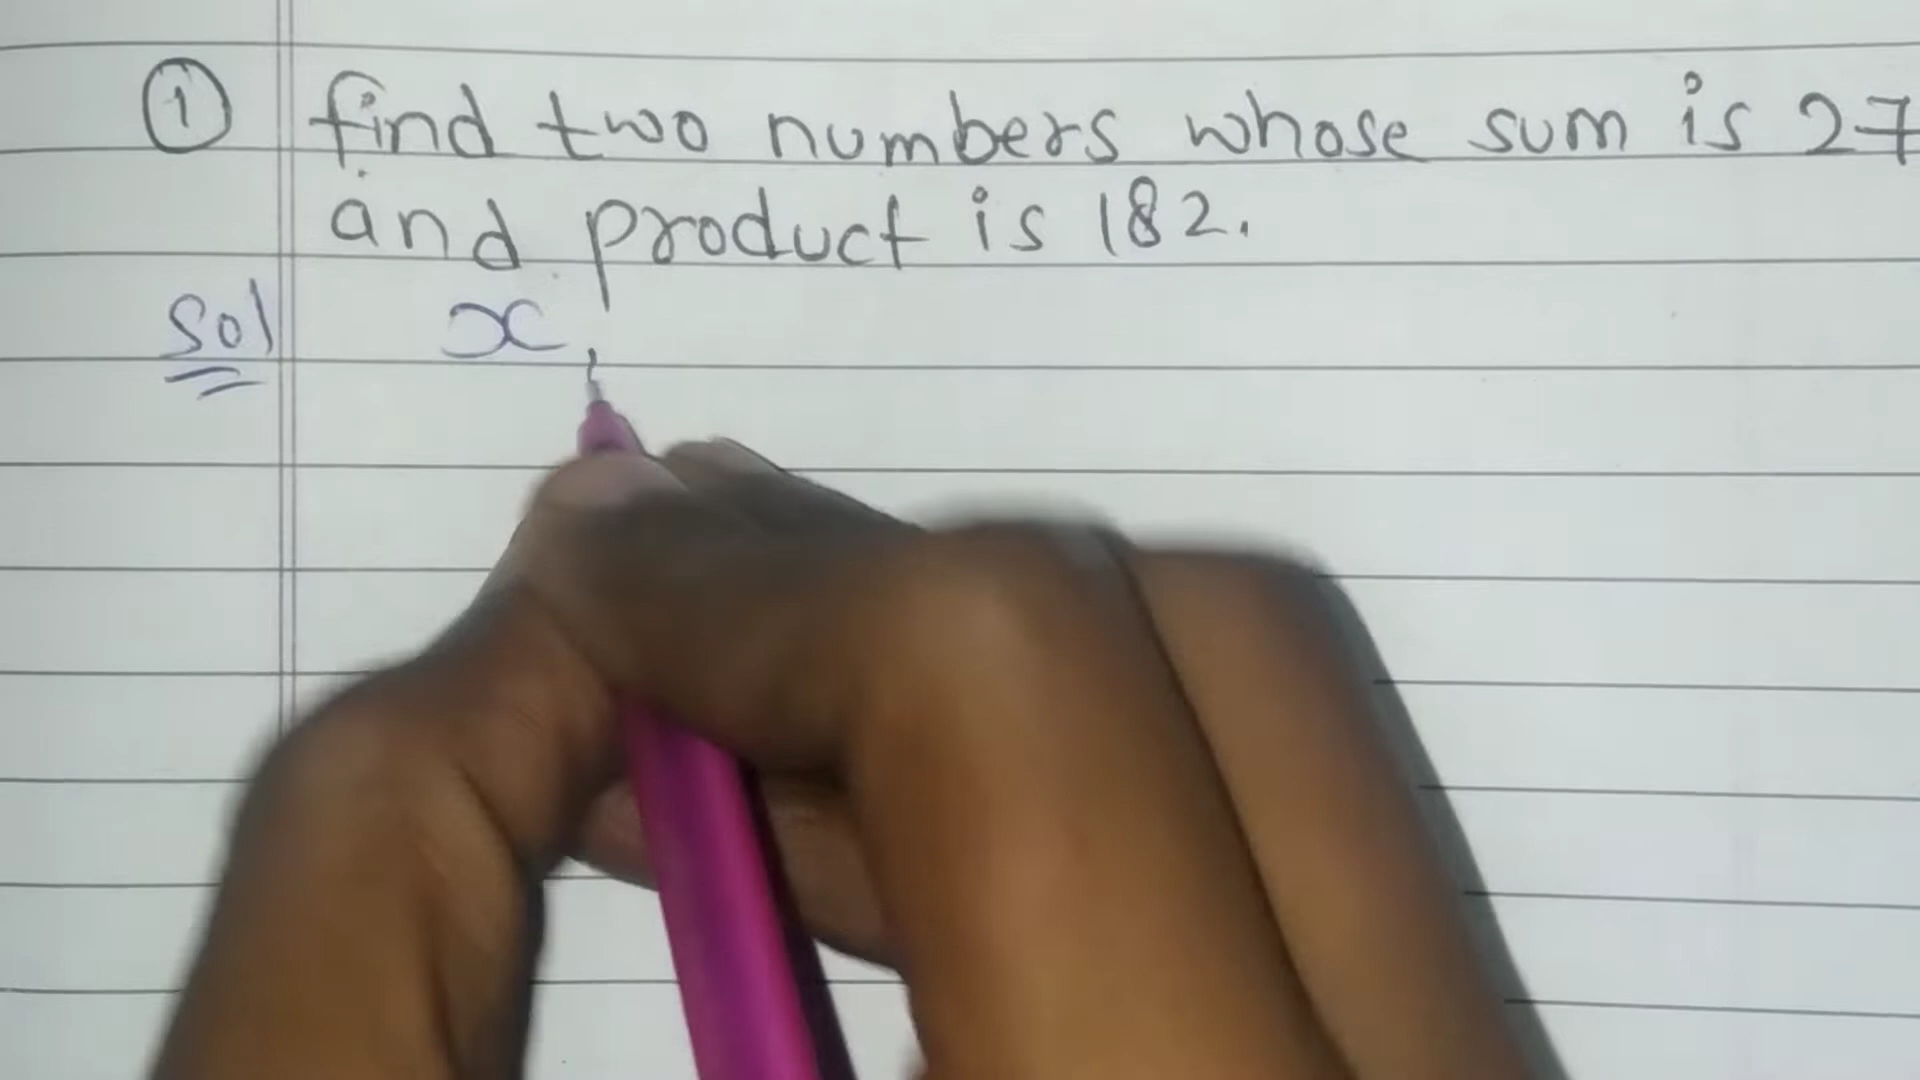 ① find two numbers whose sum is 27
and product is 182.
Sol x,